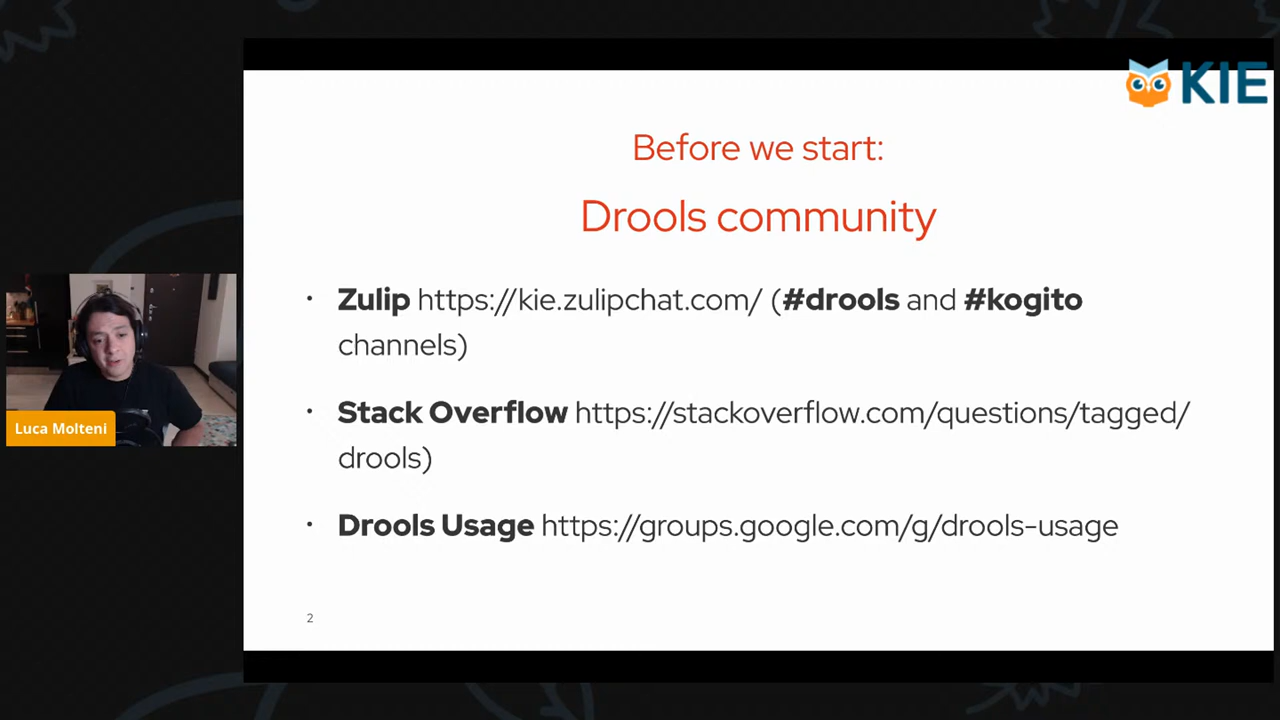 KIE
Before we start:
Drools community
• Zulip https://kie.zulipchat.com/ (#drools and #kogito
channels)
• Stack Overflow https://stackoverflow.com/questions/tagged/
drools)
• Drools Usage https://groups.google.com/g/drools-usage
2
Luca Molteni